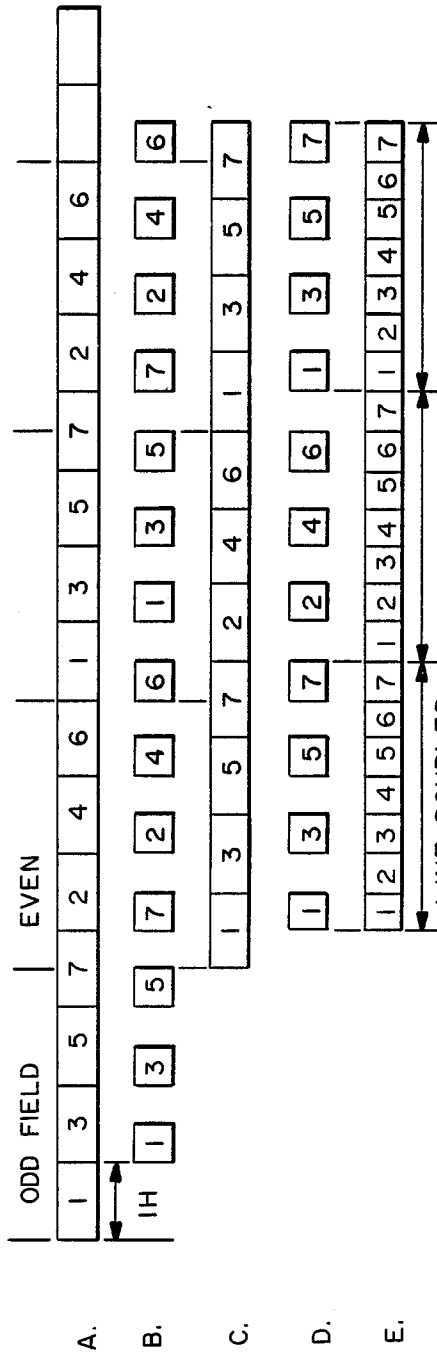 ODD FIELD EVEN
A. 1 3 5 7 2 4 6 1 3 5 7 2 4 6
B. 1 3 5 7 2 4 6 1 3 5 7 2 4 6
1H
C. 1 3 5 7 2 4 6 1 3 5 7
D. 1 3 5 7 2 4 6 1 3 5 7
E. 1 2 3 4 5 6 7 1 2 3 4 5 6 7 1 2 3 4 5 6 7